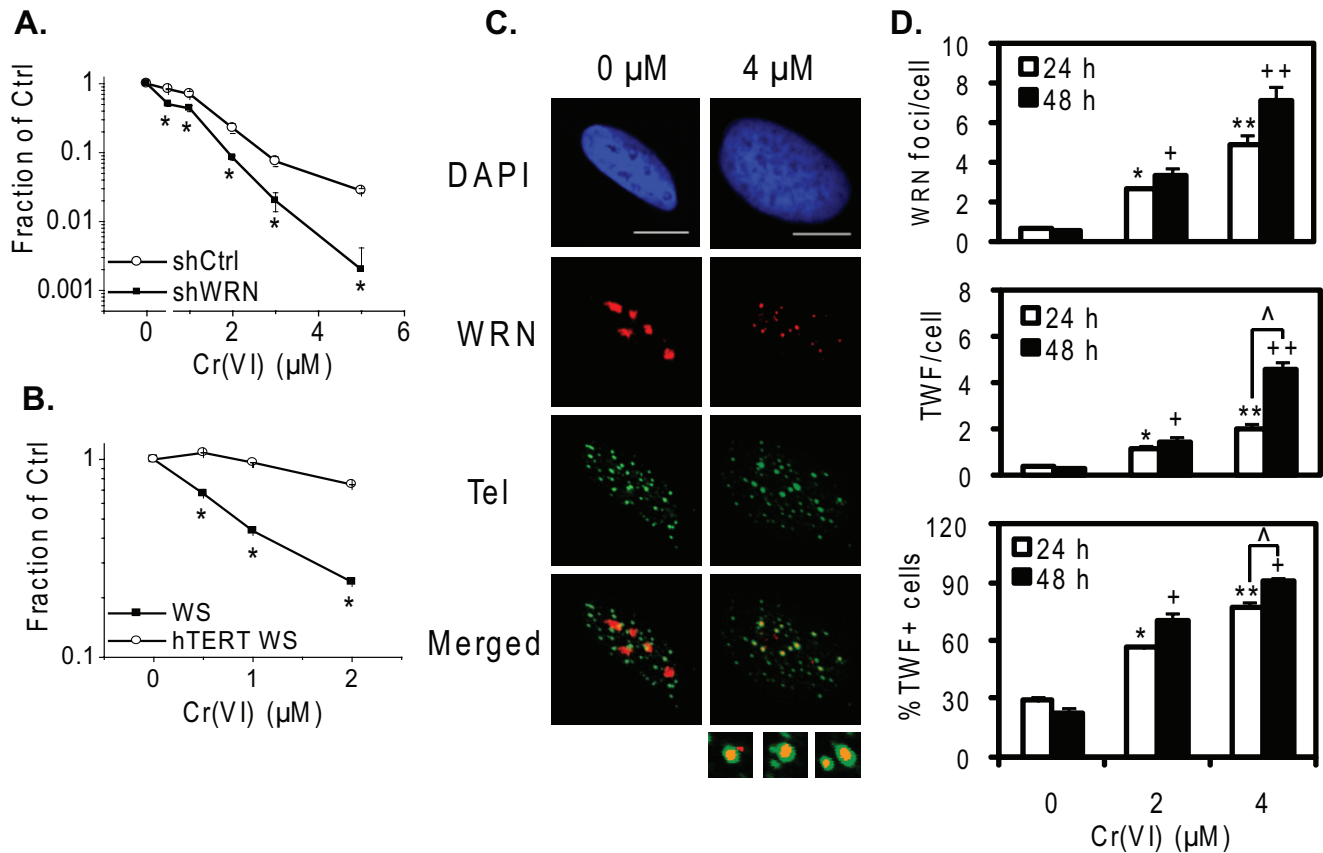 A.
Fraction of Ctrl
1
0.1
0.01
0.001
* * * * *
shCtrl
shWRN
0 2 4 6
Cr(VI) (µM)
B.
Fraction of Ctrl
1
0.1
* * *
WS
hTERT WS
0 1 2
Cr(VI) (µM)
C.
0 µM 4 µM
DAPI
WRN
Tel
Merged
D.
WRN foci/cell
10
8
6
4
2
0
24 h
48 h
* + ** ++
TWF/cell
8
6
4
2
0
24 h
48 h
* + ** ++ ^
%TWF+ cells
120
90
60
30
0
24 h
48 h
* + ** + ^
0 2 4
Cr(VI) (µM)